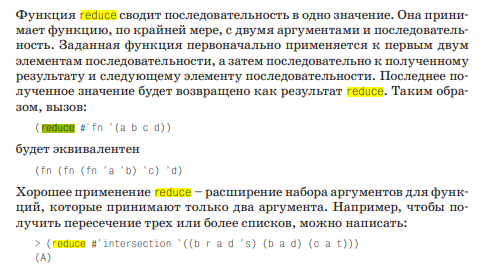 Функция reduce сводит последовательность в одно значение. Она прини-
мает функцию, по крайней мере, с двумя аргументами и последователь-
ность. Заданная функция первоначально применяется к первым двум
элементам последовательности, а затем последовательно к полученному
результату и следующему элементу последовательности. Последнее по-
лученное значение будет возвращено как результат reduce. Таким обра-
зом, вызов:
(reduce #'fn '(a b c d))
будет эквивалентен
(fn (fn (fn 'a 'b) 'c) 'd)
Хорошее применение reduce – расширение набора аргументов для функ-
ций, которые принимают только два аргумента. Например, чтобы по-
лучить пересечение трех или более списков, можно написать:
> (reduce #'intersection '((b r a d 's) (b a d) (c a t)))
(A)